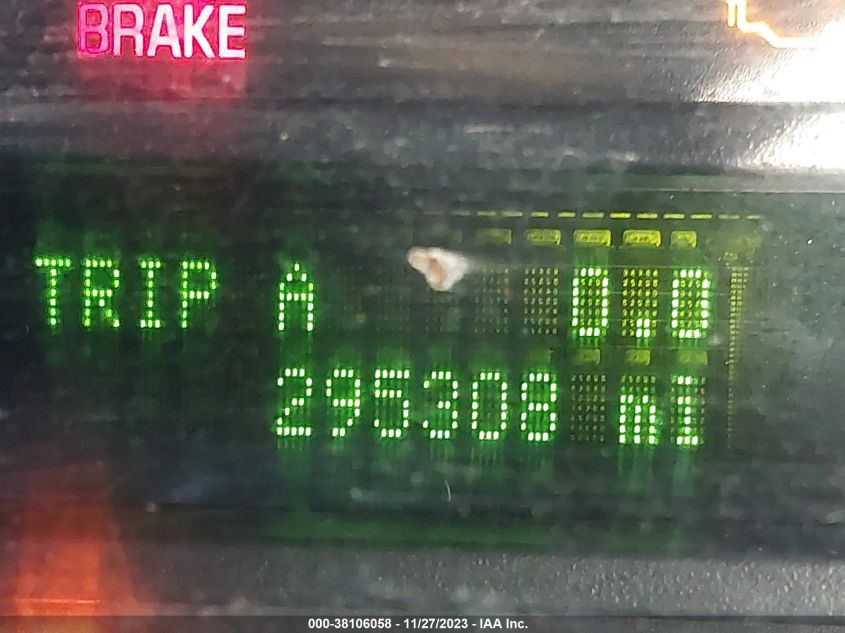 BRAKE
TRIP A 0.0
295308 mI
000-38106058 - 11/27/2023 - IAA Inc.